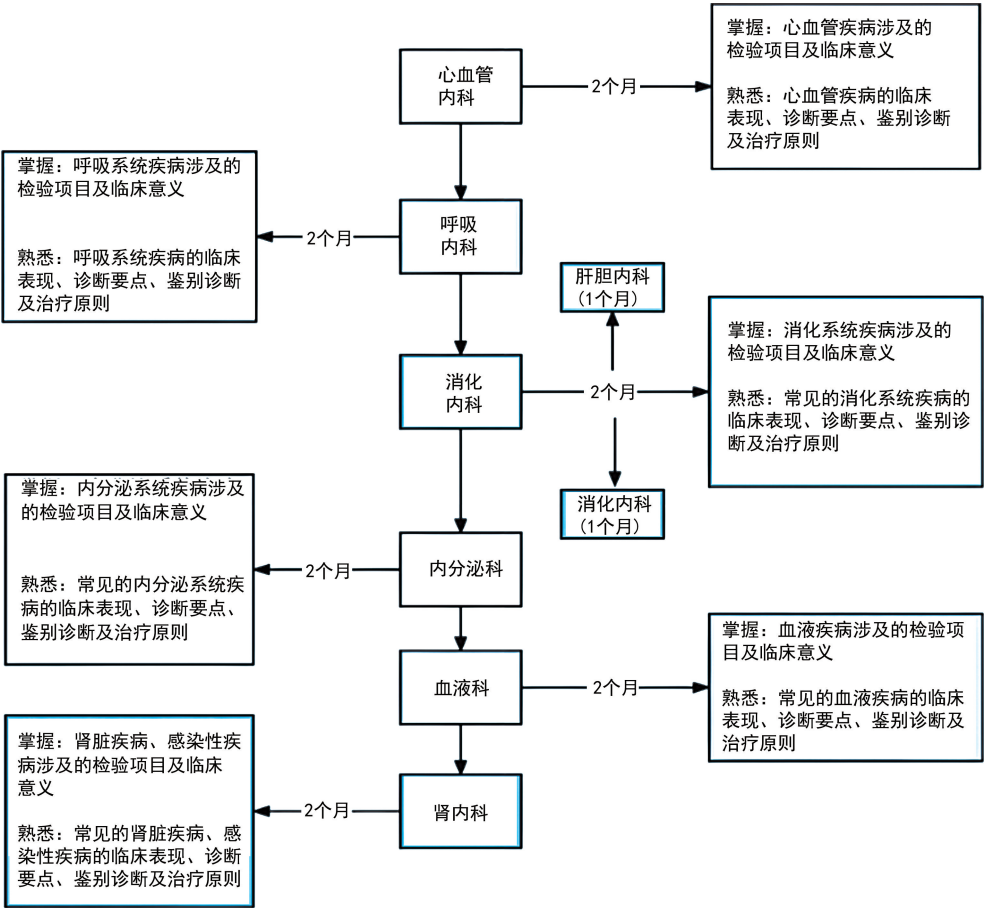 心血管
内科
2个月
掌握：心血管疾病涉及的
检验项目及临床意义
熟悉：心血管疾病的临床
表现、诊断要点、鉴别诊断
及治疗原则
呼吸
内科
2个月
掌握：呼吸系统疾病涉及的
检验项目及临床意义
熟悉：呼吸系统疾病的临床
表现、诊断要点、鉴别诊断
及治疗原则
消化
内科
2个月
肝胆内科
(1个月)
消化内科
(1个月)
掌握：消化系统疾病涉及的
检验项目及临床意义
熟悉：常见的消化系统疾病的
临床表现、诊断要点、鉴别诊
断及治疗原则
内分泌科
2个月
掌握：内分泌系统疾病涉及
的检验项目及临床意义
熟悉：常见的内分泌系统疾
病的临床表现、诊断要点、
鉴别诊断及治疗原则
血液科
2个月
掌握：血液疾病涉及的检验项
目及临床意义
熟悉：常见的血液疾病的临床
表现、诊断要点、鉴别诊断及
治疗原则
肾内科
2个月
掌握：肾脏疾病、感染性疾
病涉及的检验项目及临床
意义
熟悉：常见的肾脏疾病、感
染性疾病的临床表现、诊断
要点、鉴别诊断及治疗原则